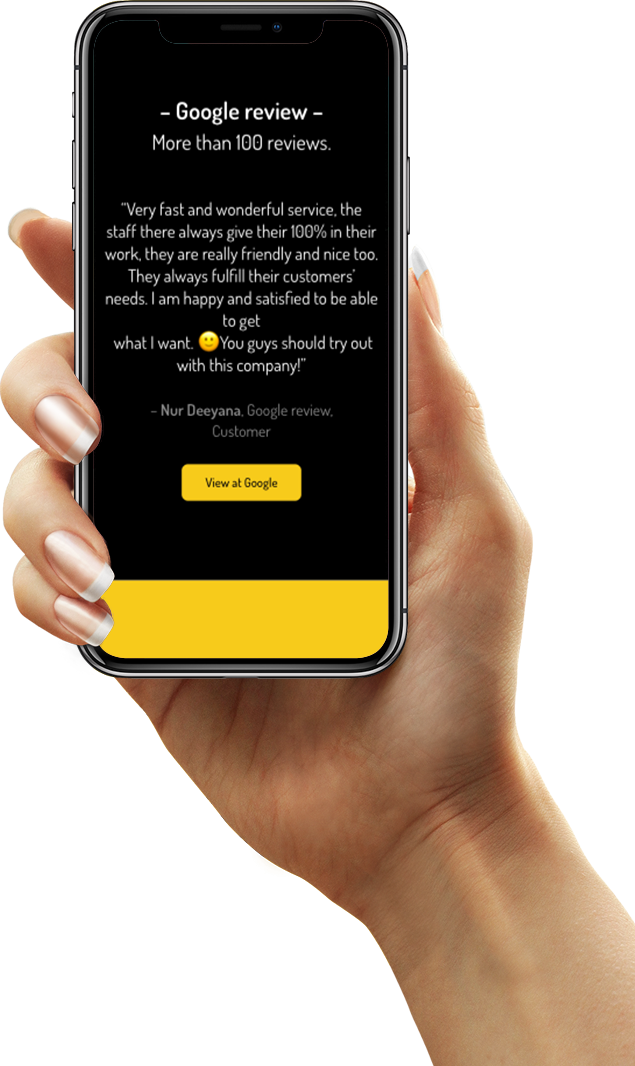 – Google review –
More than 100 reviews.
“Very fast and wonderful service, the
staff there always give their 100% in their
work, they are really friendly and nice too.
They always fulfill their customers’
needs. I am happy and satisfied to be able
to get
what I want. 🙂You guys should try out
with this company!”
– Nur Deeyana, Google review,
Customer
View at Google